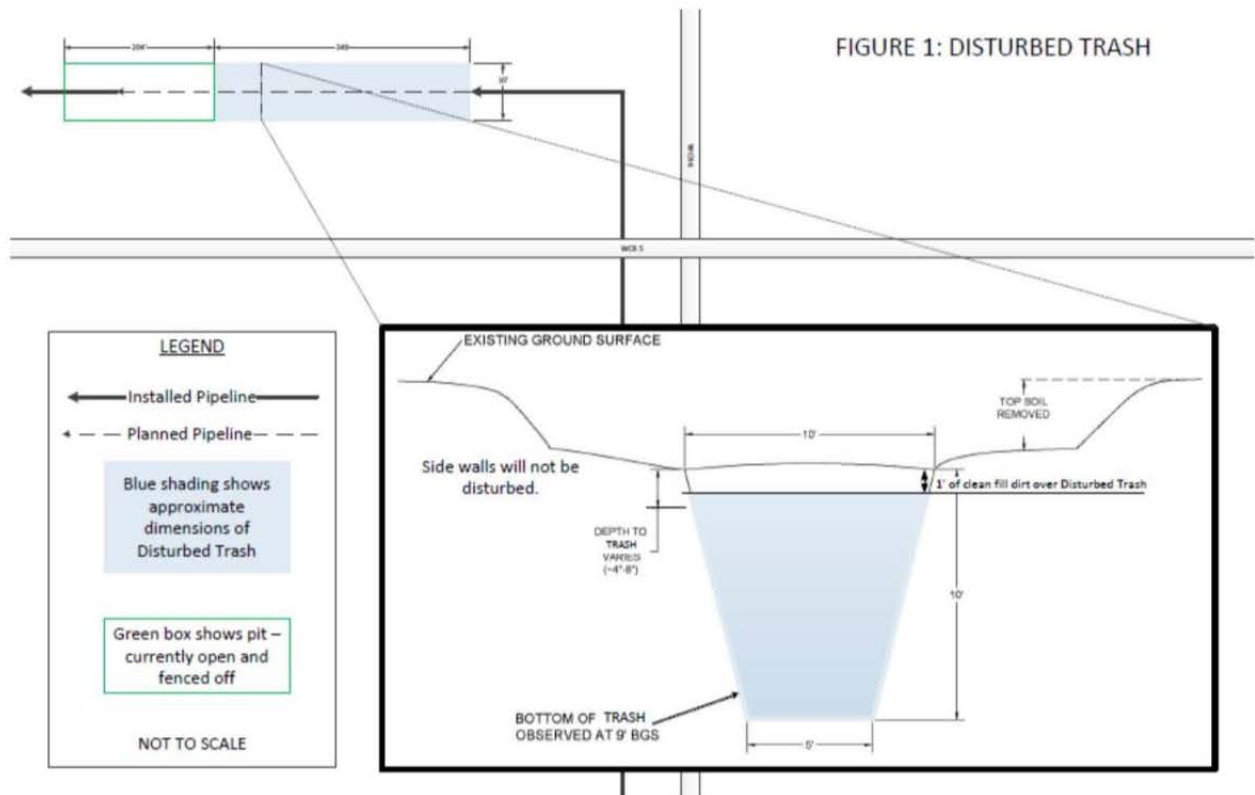 FIGURE 1: DISTURBED TRASH
WCR 5
LEGEND
Installed Pipeline
Planned Pipeline
Blue shading shows
approximate
dimensions of
Disturbed Trash
Green box shows pit –
currently open and
fenced off
NOT TO SCALE
EXISTING GROUND SURFACE
TOP SOIL
REMOVED
10'
Side walls will not be
disturbed.
1' of clean fill dirt over Disturbed Trash
DEPTH TO
TRASH
VARIES
(~4"-8")
10'
BOTTOM OF TRASH
OBSERVED AT 9' BGS